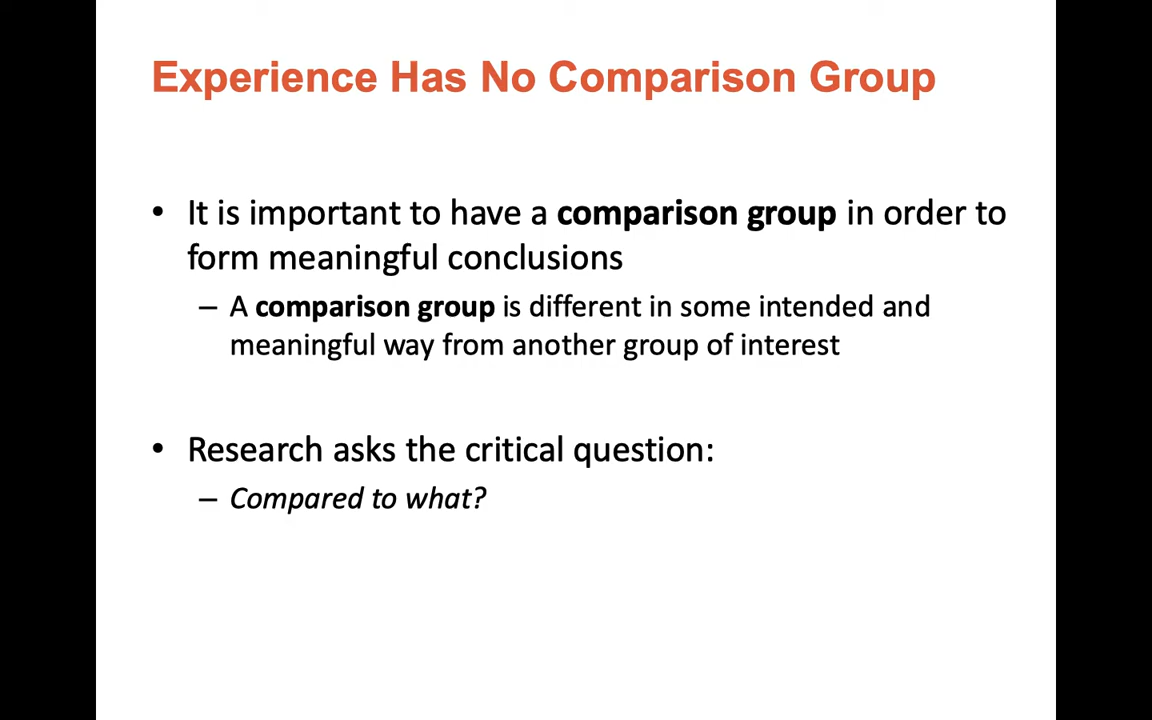 Experience Has No Comparison Group
• It is important to have a comparison group in order to
form meaningful conclusions
– A comparison group is different in some intended and
meaningful way from another group of interest
• Research asks the critical question:
– Compared to what?